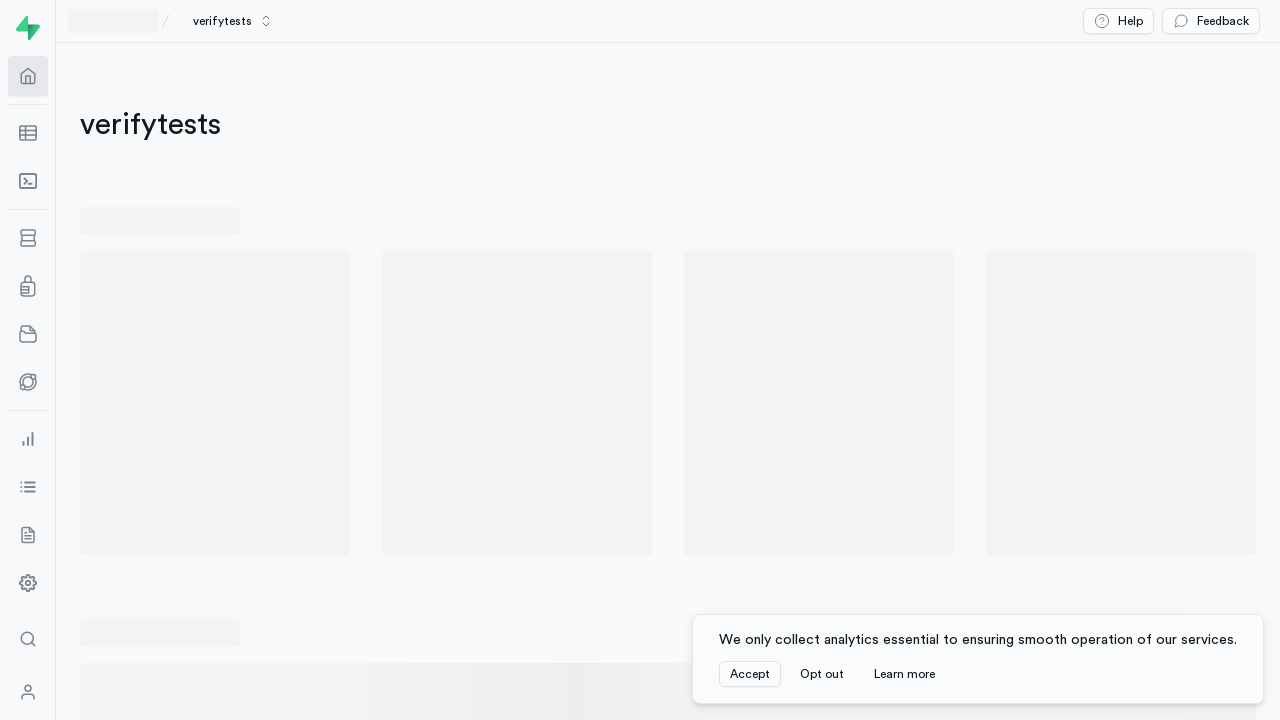 verifytests
Help
Feedback
verifytests
We only collect analytics essential to ensuring smooth operation of our services.
Accept
Opt out
Learn more